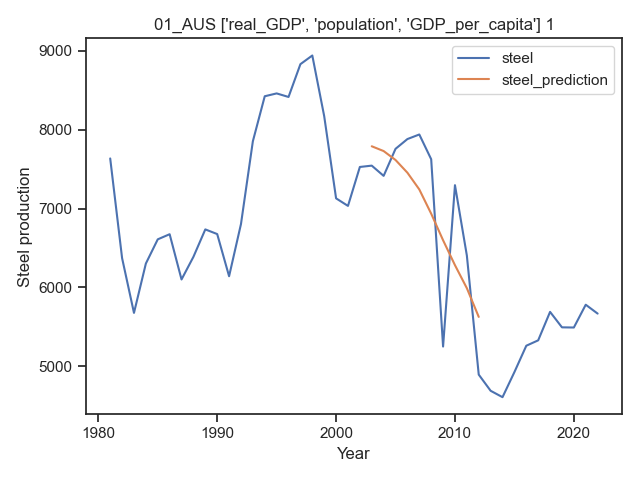 01_AUS ['real_GDP', 'population', 'GDP_per_capita'] 1
steel
steel_prediction
Steel production
9000
8000
7000
6000
5000
1980
1990
2000
2010
2020
Year